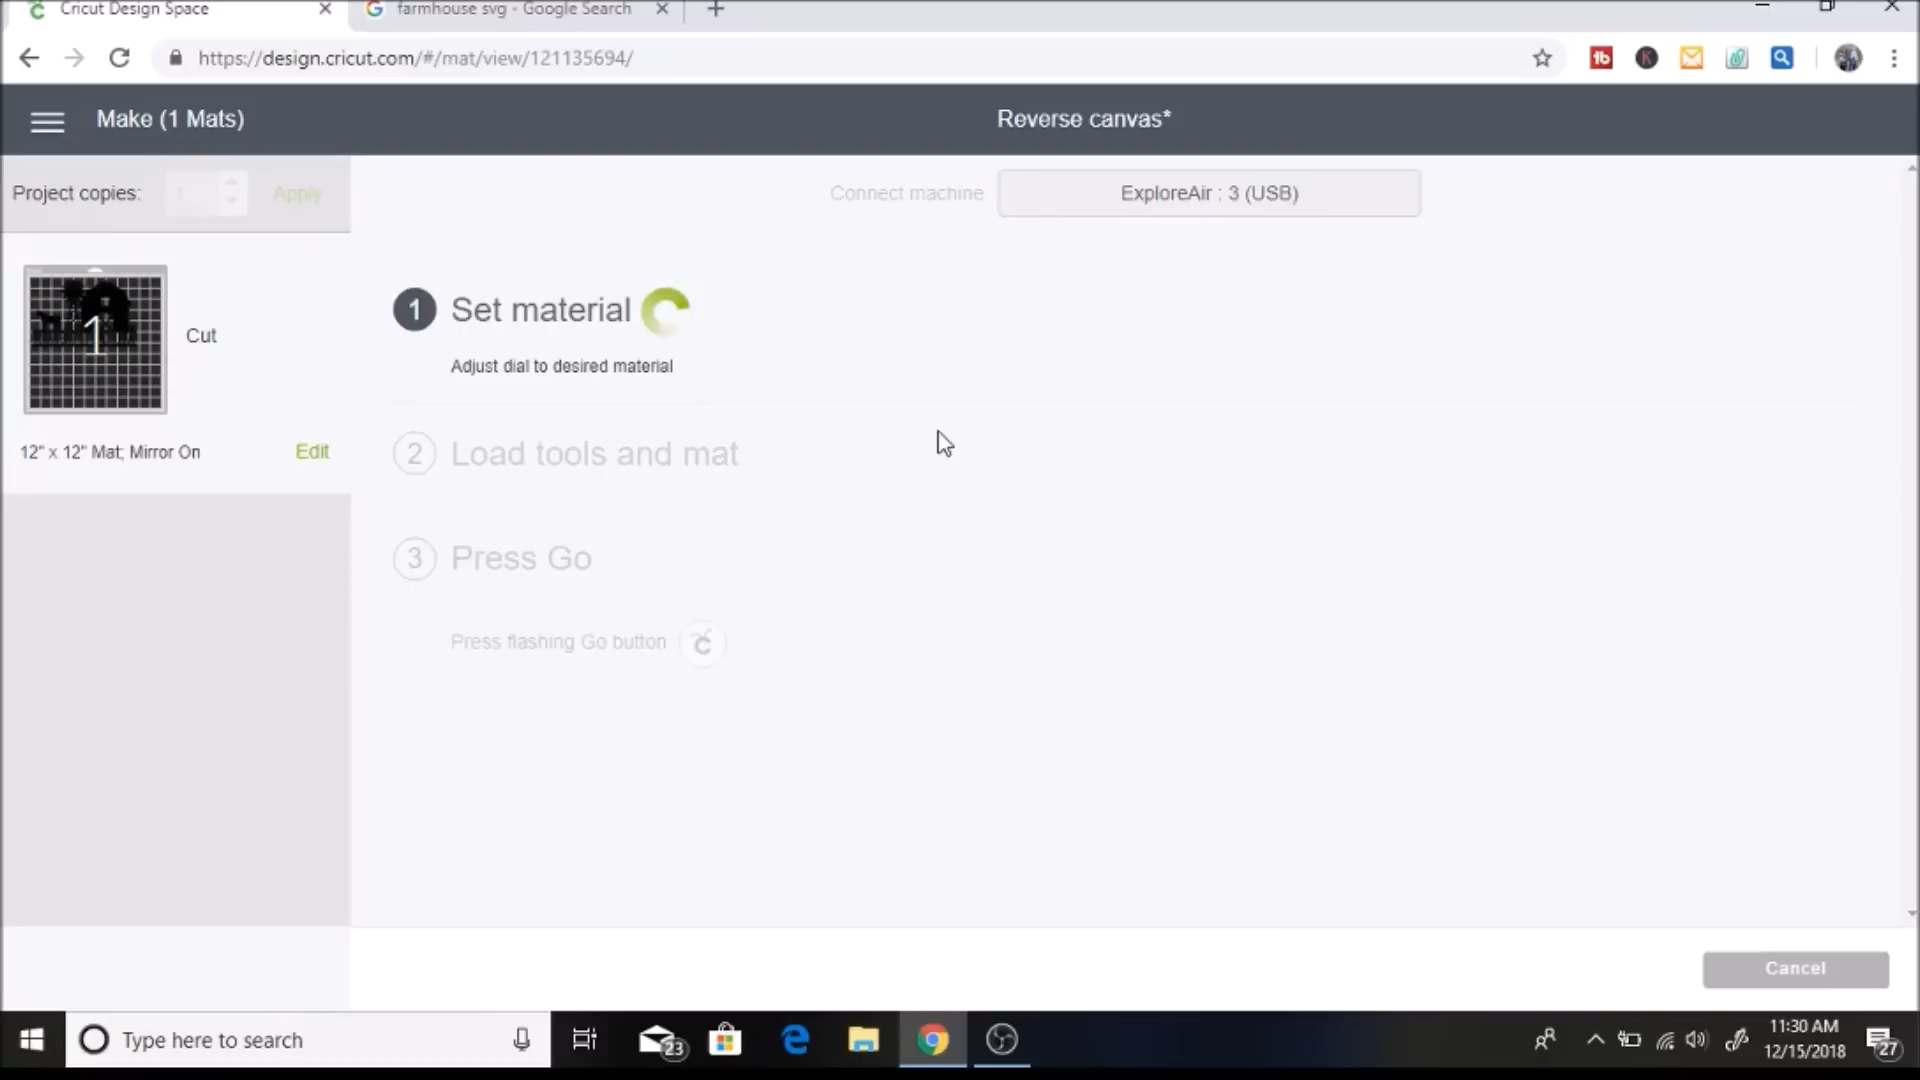 Cricut Design Space
farmhouse svg - Google Search
https://design.cricut.com/#/mat/view/121135694/
Make (1 Mats)
Reverse canvas*
Project copies:
1
Apply
Connect machine
ExploreAir : 3 (USB)
1
Cut
12" x 12" Mat; Mirror On
Edit
1 Set material
Adjust dial to desired material
2 Load tools and mat
3 Press Go
Press flashing Go button
Cancel
Type here to search
23
11:30 AM
12/15/2018
27